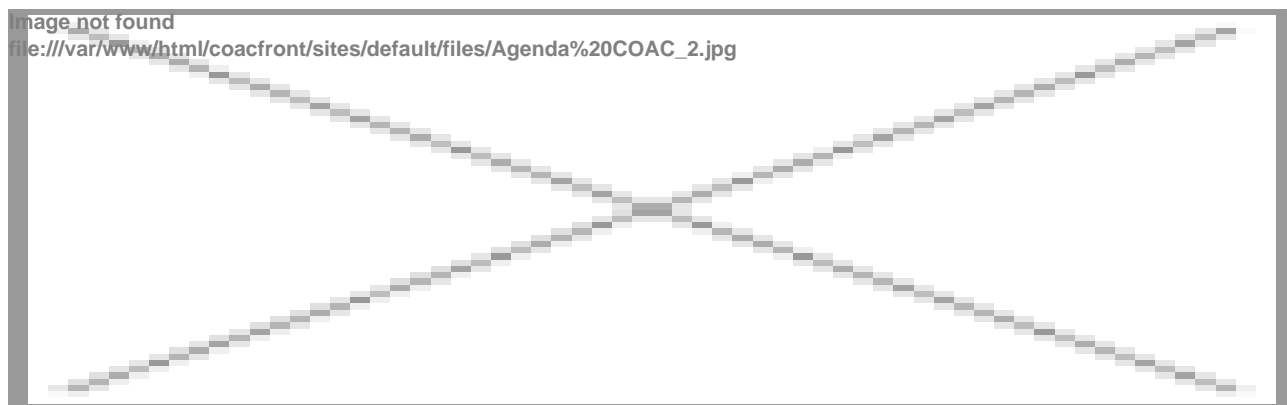 Image not found
file:///var/www/html/coacfront/sites/default/files/Agenda%20COAC_2.jpg